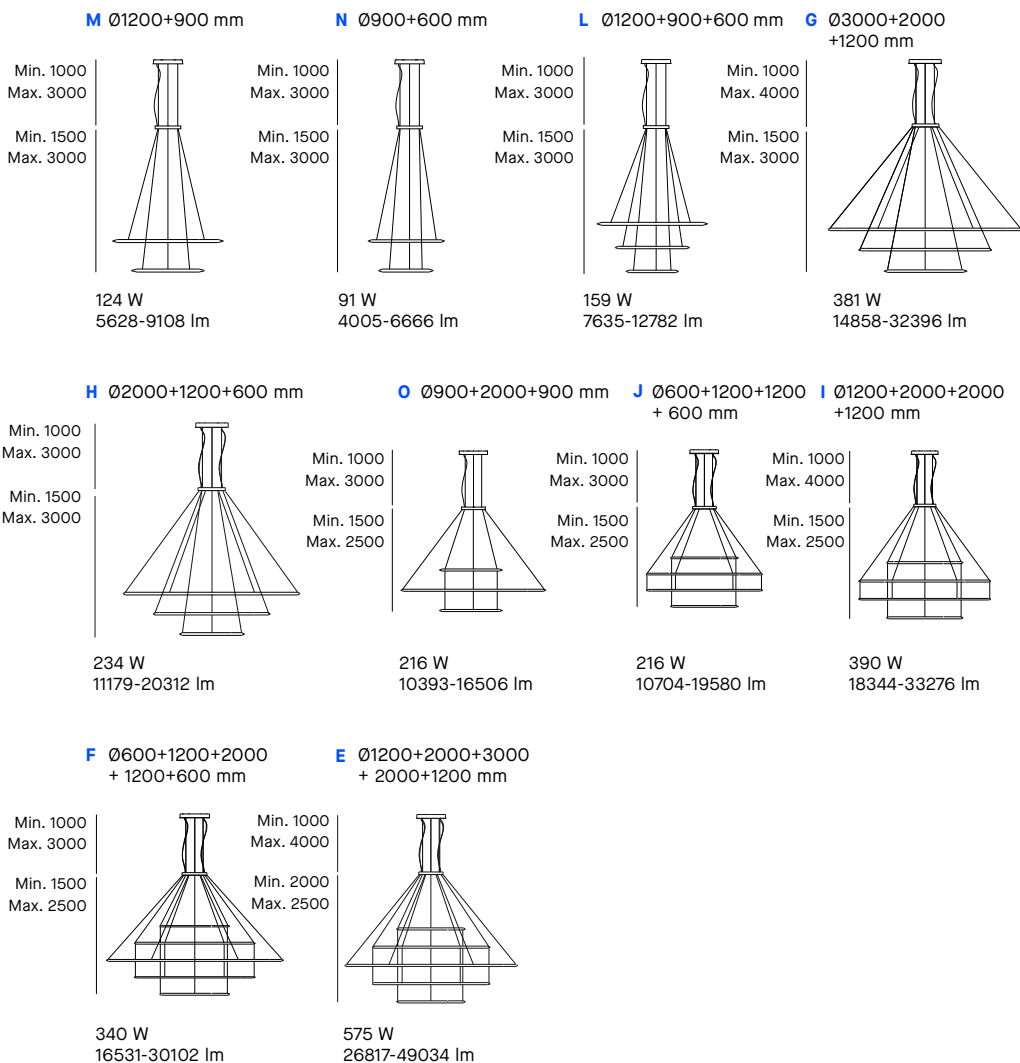 M Ø1200+900 mm
Min. 1000
Max. 3000
Min. 1500
Max. 3000
124 W
5628-9108 lm
N Ø900+600 mm
Min. 1000
Max. 3000
Min. 1500
Max. 3000
91 W
4005-6666 lm
L Ø1200+900+600 mm
Min. 1000
Max. 3000
Min. 1500
Max. 3000
159 W
7635-12782 lm
G Ø3000+2000
+1200 mm
Min. 1000
Max. 4000
Min. 1500
Max. 3000
381 W
14858-32396 lm
H Ø2000+1200+600 mm
Min. 1000
Max. 3000
Min. 1500
Max. 3000
234 W
11179-20312 lm
O Ø900+2000+900 mm
Min. 1000
Max. 3000
Min. 1500
Max. 2500
216 W
10393-16506 lm
J Ø600+1200+1200
+ 600 mm
Min. 1000
Max. 3000
Min. 1500
Max. 2500
216 W
10704-19580 lm
I Ø1200+2000+2000
+1200 mm
Min. 1000
Max. 4000
Min. 1500
Max. 2500
390 W
18344-33276 lm
F Ø600+1200+2000
+ 1200+600 mm
Min. 1000
Max. 3000
Min. 1500
Max. 2500
340 W
16531-30102 lm
E Ø1200+2000+3000
+ 2000+1200 mm
Min. 1000
Max. 4000
Min. 2000
Max. 2500
575 W
26817-49034 lm